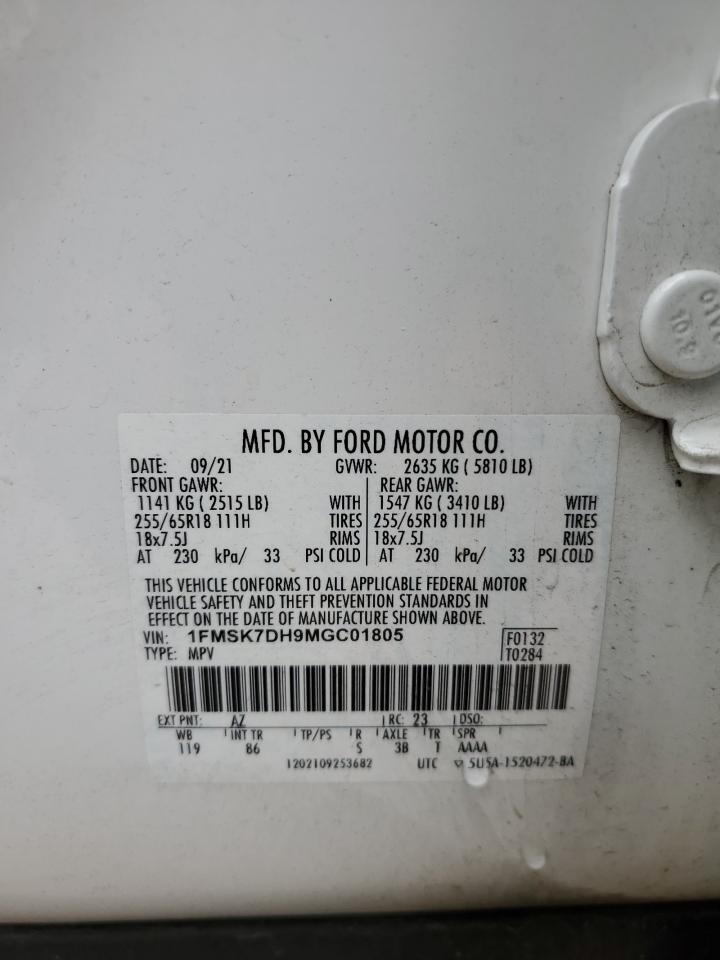 MFD. BY FORD MOTOR CO.
DATE: 09/21 GVWR: 2635 KG ( 5810 LB)
FRONT GAWR: REAR GAWR:
1141 KG ( 2515 LB) WITH 1547 KG ( 3410 LB) WITH
255/65R18 111H TIRES 255/65R18 111H TIRES
18x7.5J RIMS 18x7.5J RIMS
AT 230 kPa/ 33 PSI COLD AT 230 kPa/ 33 PSI COLD
THIS VEHICLE CONFORMS TO ALL APPLICABLE FEDERAL MOTOR
VEHICLE SAFETY AND THEFT PREVENTION STANDARDS IN
EFFECT ON THE DATE OF MANUFACTURE SHOWN ABOVE.
VIN: 1FMSK7DH9MGC01805 F0132
TYPE: MPV T0284
EXT PNT: AZ RC: 23 DSO:
WB INT TR TP/PS R AXLE TR SPR
119 86 S 3B T AAAA
1202109253682 UTC 5U5A-1520472-BA
10.9